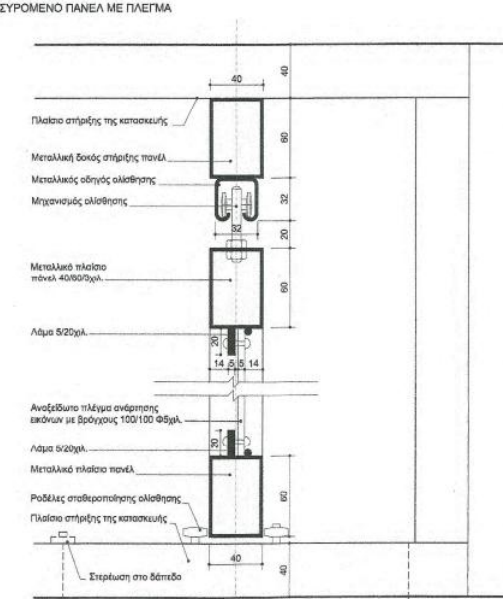 ΣΥΡΟΜΕΝΟ ΠΑΝΕΛ ΜΕ ΠΛΕΓΜΑ
40
40
Πλαίσιο στήριξης της κατασκευής
60
Μεταλλική δοκός στήριξης πανέλ
Μεταλλικός οδηγός ολίσθησης
Μηχανισμός ολίσθησης
32
32
20
Μεταλλικό πλαίσιο
πανέλ 40/60/3χιλ.
60
Λάμα 5/20χιλ.
20
14 5 5 14
Ανοξείδωτο πλέγμα ανάρτησης
εικόνων με βρόγχους 100/100 Φ5χιλ.
30
Λάμα 5/20χιλ.
Μεταλλικό πλαίσιο πανέλ
Ροδέλες σταθεροποίησης ολίσθησης
60
Πλαίσιο στήριξης της κατασκευής
40
40
Στερέωση στο δάπεδο